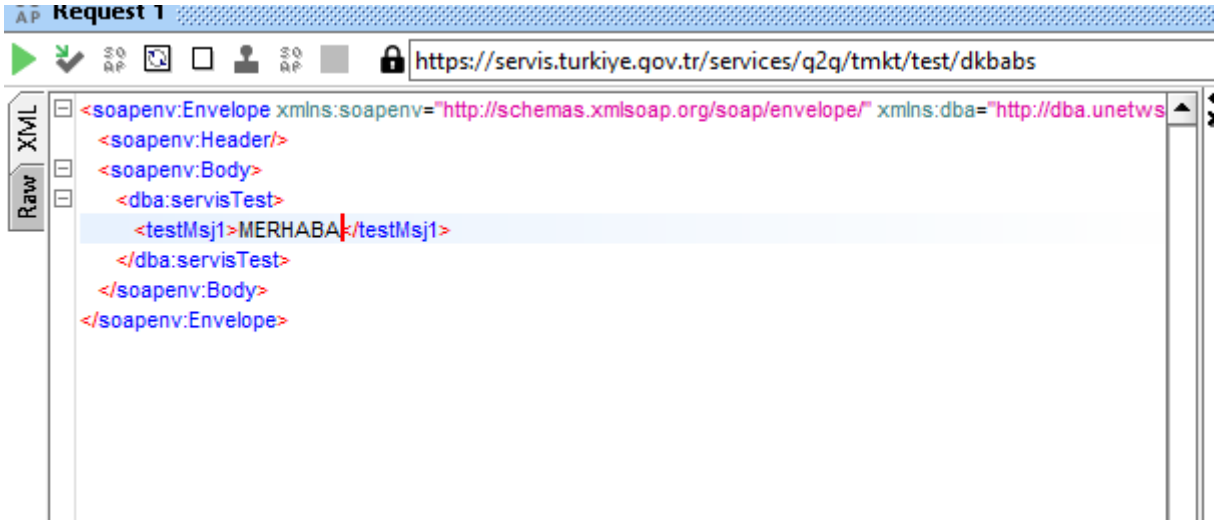 Request 1
https://servis.turkiye.gov.tr/services/g2g/tmkt/test/dkbabs
XML
Raw
<soapenv:Envelope xmlns:soapenv="http://schemas.xmlsoap.org/soap/envelope/" xmlns:dba="http://dba.unetws
<soapenv:Header/>
<soapenv:Body>
<dba:servisTest>
<testMsj1>MERHABA</testMsj1>
</dba:servisTest>
</soapenv:Body>
</soapenv:Envelope>